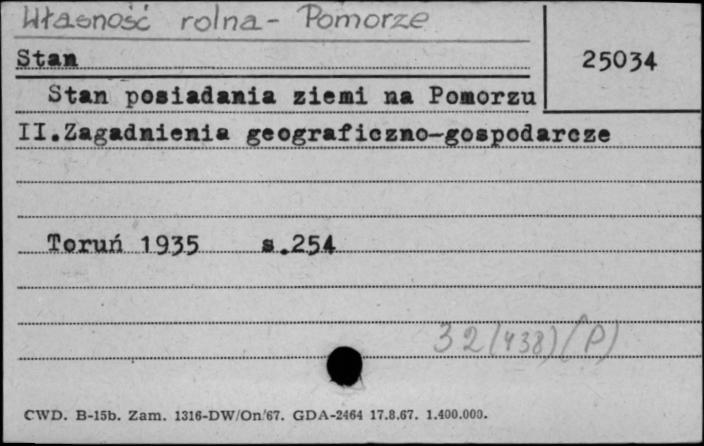 Własność rolna - Pomorze
Stan
25034
Stan posiadania ziemi na Pomorzu
II.Zagadnienia geograficzno-gospodarcze
Toruń 1935 s.254
32(438)(P)
CWD. B-15b. Zam. 1316-DW/On/67. GDA-2464 17.8.67. 1.400.000.